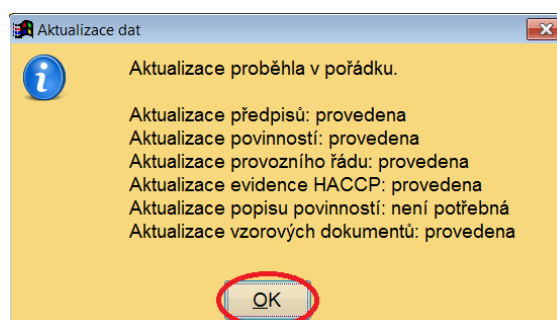 Aktualizace dat
Aktualizace proběhla v pořádku.
Aktualizace předpisů: provedena
Aktualizace povinností: provedena
Aktualizace provozního řádu: provedena
Aktualizace evidence HACCP: provedena
Aktualizace popisu povinností: není potřebná
Aktualizace vzorových dokumentů: provedena
OK